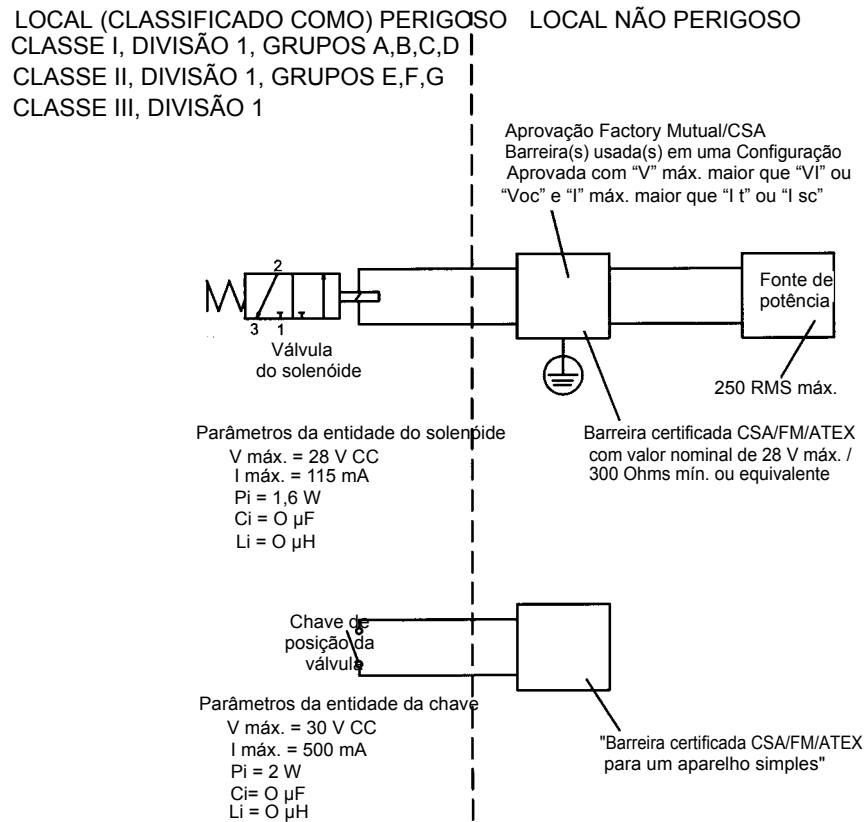 LOCAL (CLASSIFICADO COMO) PERIGOSO
CLASSE I, DIVISÃO 1, GRUPOS A,B,C,D
CLASSE II, DIVISÃO 1, GRUPOS E,F,G
CLASSE III, DIVISÃO 1
LOCAL NÃO PERIGOSO
Aprovação Factory Mutual/CSA
Barreira(s) usada(s) em uma Configuração
Aprovada com “V” máx. maior que “VI” ou
“Voc” e “I” máx. maior que “I t” ou “I sc”
2
3 1
Válvula
do solenóide
Fonte de
potência
250 RMS máx.
Parâmetros da entidade do solenóide
V máx. = 28 V CC
I máx. = 115 mA
Pi = 1,6 W
Ci = O µF
Li = O µH
Barreira certificada CSA/FM/ATEX
com valor nominal de 28 V máx. /
300 Ohms mín. ou equivalente
Chave de
posição da
válvula
Parâmetros da entidade da chave
V máx. = 30 V CC
I máx. = 500 mA
Pi = 2 W
Ci= O µF
Li = O µH
"Barreira certificada CSA/FM/ATEX
para um aparelho simples"